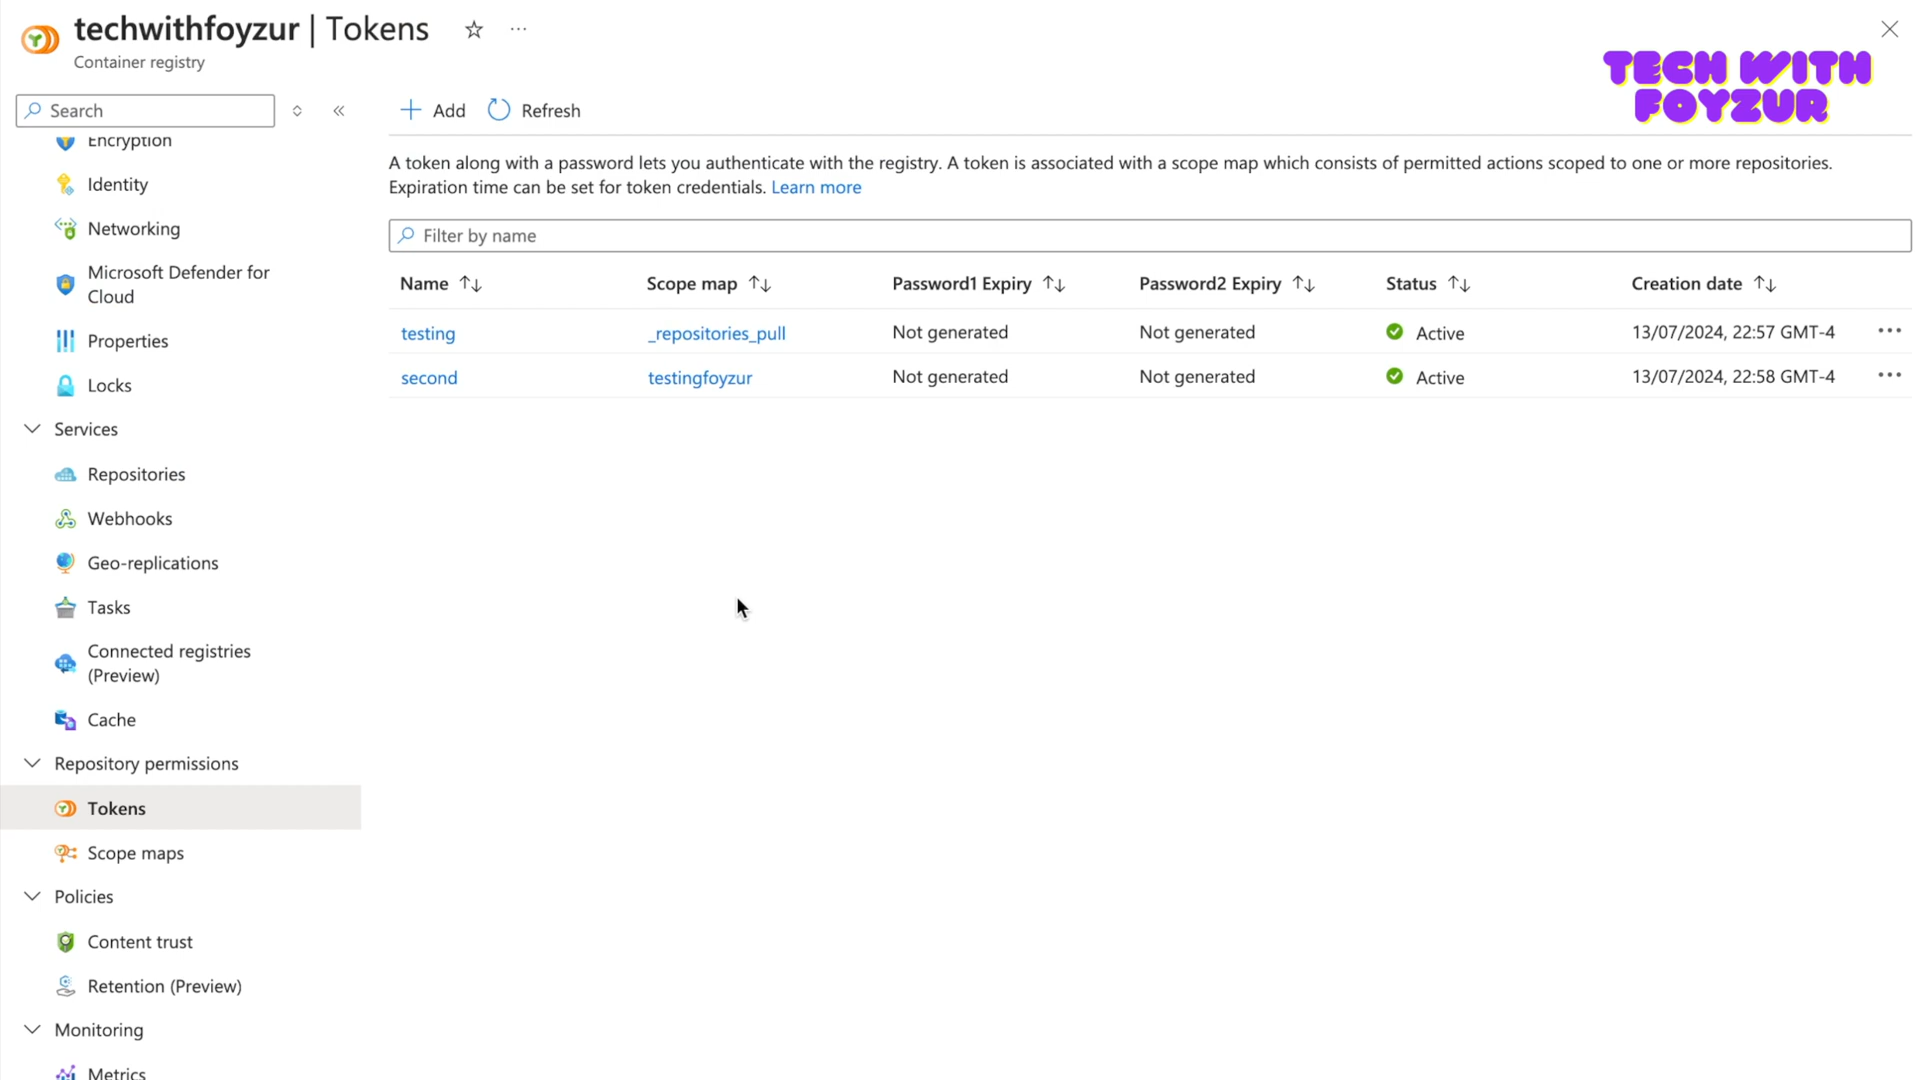 techwithfoyzur | Tokens
Container registry
TECH WITH
FOYZUR
Search
Add
Refresh
Encryption
Identity
Networking
Microsoft Defender for
Cloud
Properties
Locks
Services
Repositories
Webhooks
Geo-replications
Tasks
Connected registries
(Preview)
Cache
Repository permissions
Tokens
Scope maps
Policies
Content trust
Retention (Preview)
Monitoring
Metrics
A token along with a password lets you authenticate with the registry. A token is associated with a scope map which consists of permitted actions scoped to one or more repositories.
Expiration time can be set for token credentials. Learn more
Filter by name
Name Scope map Password1 Expiry Password2 Expiry Status Creation date
testing _repositories_pull Not generated Not generated Active 13/07/2024, 22:57 GMT-4
second testingfoyzur Not generated Not generated Active 13/07/2024, 22:58 GMT-4